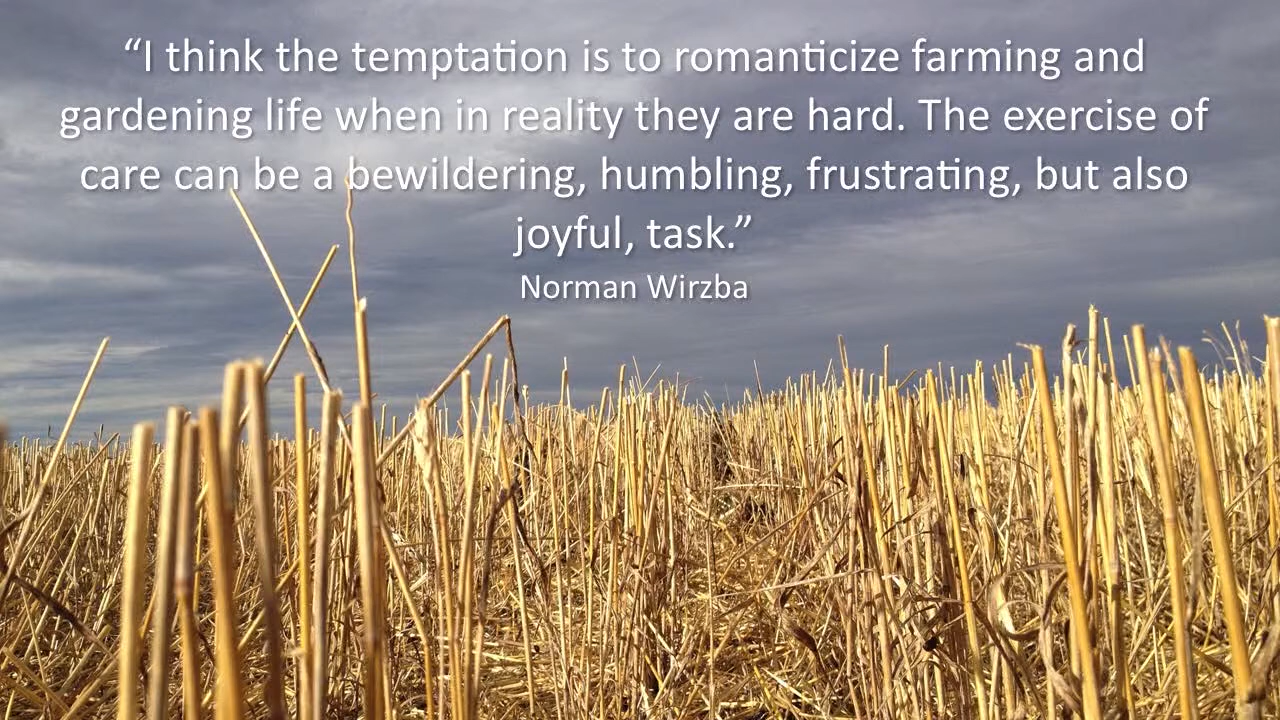 “I think the temptation is to romanticize farming and
gardening life when in reality they are hard. The exercise of
care can be a bewildering, humbling, frustrating, but also
joyful, task.”
Norman Wirzba